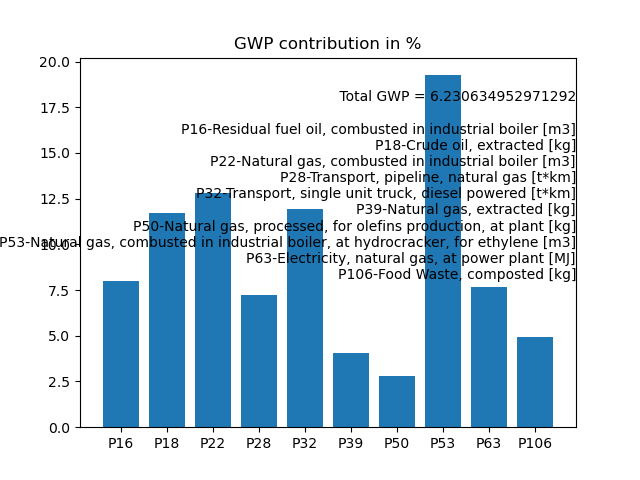 GWP contribution in %
20.0
17.5
15.0
12.5
10.0
7.5
5.0
2.5
0.0
Total GWP = 6.230634952971292
P16-Residual fuel oil, combusted in industrial boiler [m3]
P18-Crude oil, extracted [kg]
P22-Natural gas, combusted in industrial boiler [m3]
P28-Transport, pipeline, natural gas [t*km]
P32-Transport, single unit truck, diesel powered [t*km]
P39-Natural gas, extracted [kg]
P50-Natural gas, processed, for olefins production, at plant [kg]
P53-Natural gas, combusted in industrial boiler, at hydrocracker, for ethylene [m3]
P63-Electricity, natural gas, at power plant [MJ]
P106-Food Waste, composted [kg]
P16 P18 P22 P28 P32 P39 P50 P53 P63 P106